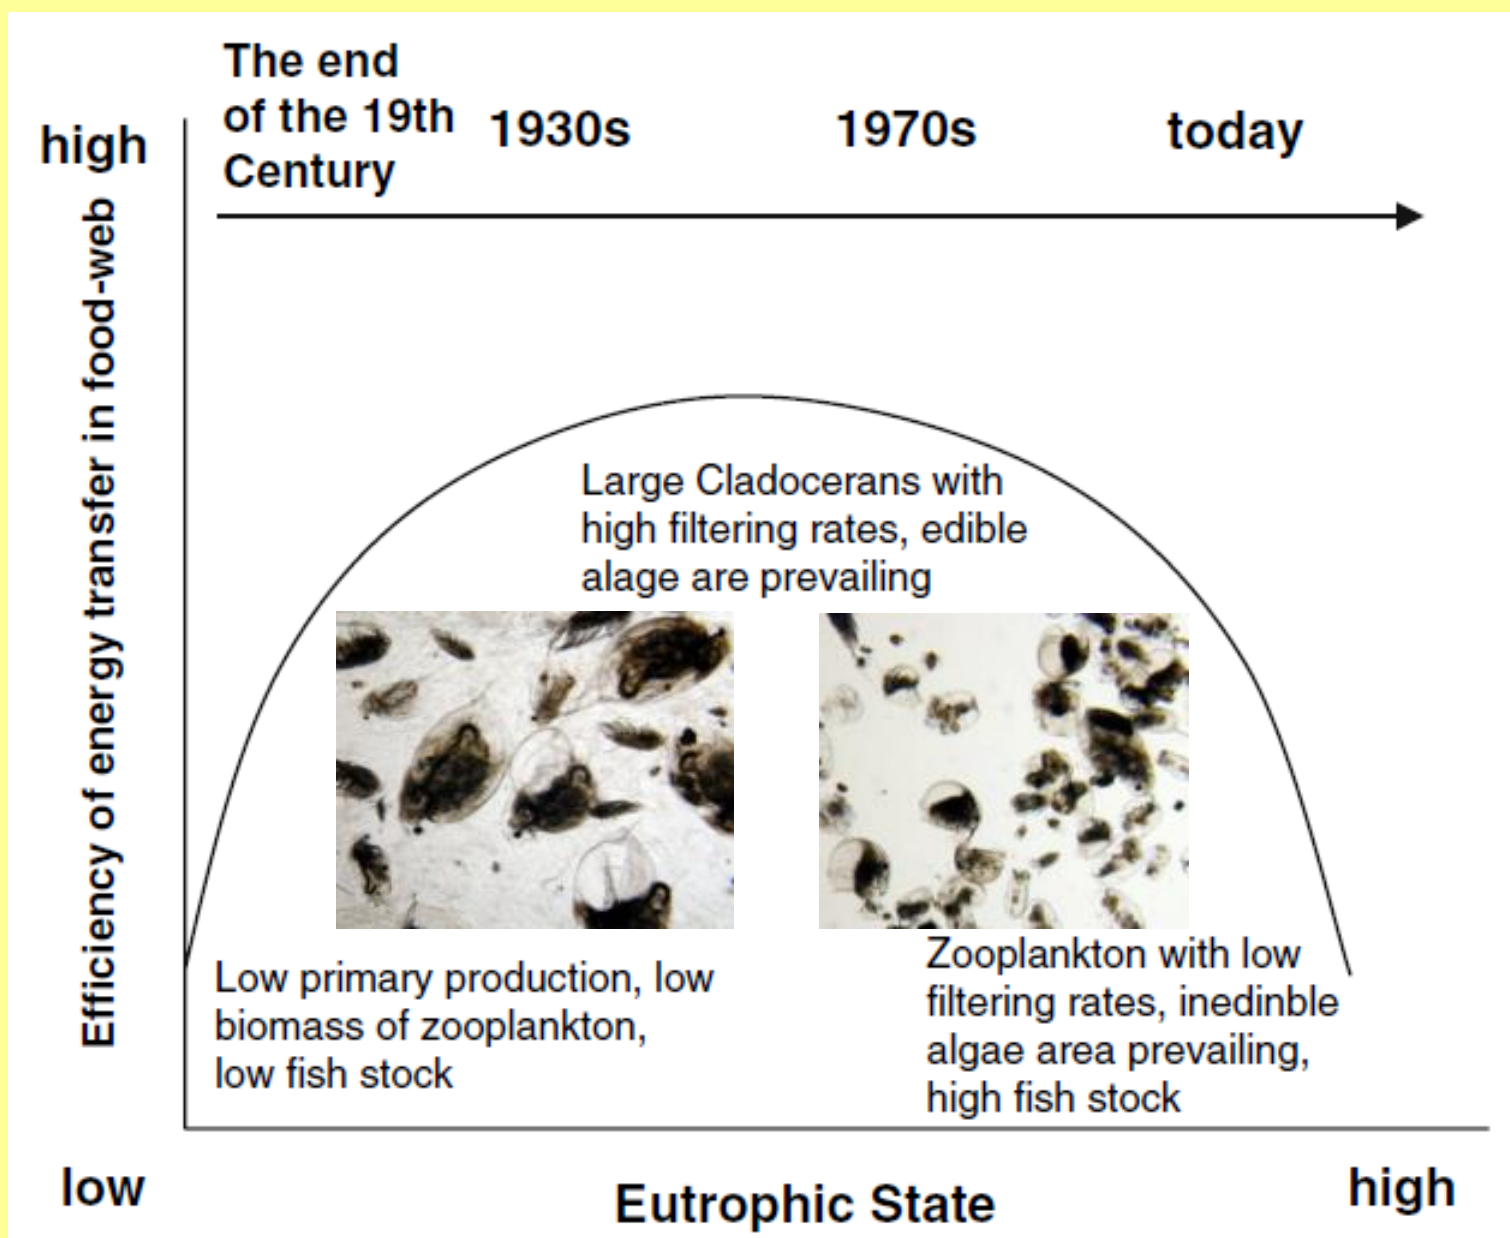 The end
of the 19th
Century
1930s
1970s
today
high
Efficiency of energy transfer in food-web
Large Cladocerans with
high filtering rates, edible
alage are prevailing
Low primary production, low
biomass of zooplankton,
low fish stock
Zooplankton with low
filtering rates, inedinble
algae area prevailing,
high fish stock
low
Eutrophic State
high